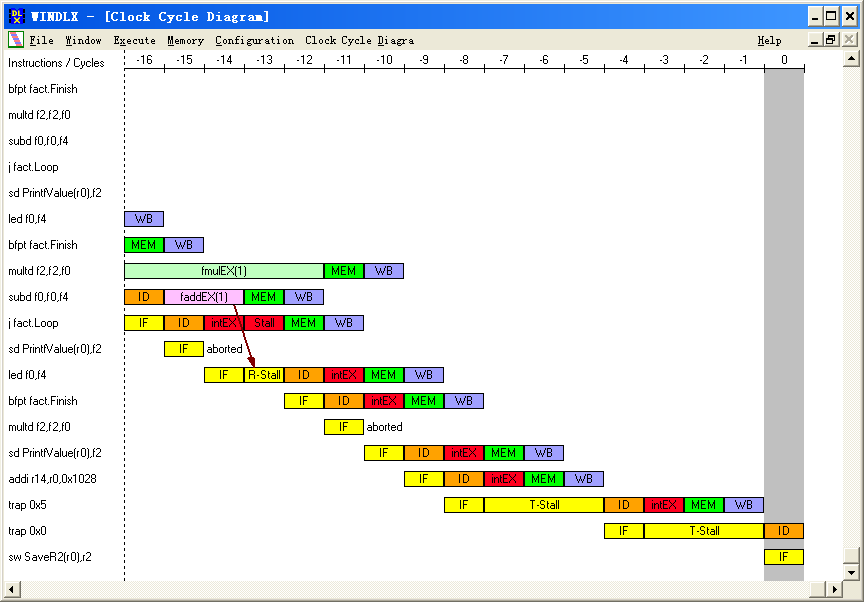 WINDLX - [Clock Cycle Diagram]
File Window Execute Memory Configuration Clock Cycle Diagra Help
Instructions / Cycles -16 -15 -14 -13 -12 -11 -10 -9 -8 -7 -6 -5 -4 -3 -2 -1 0
bfpt fact.Finish
multd f2,f2,f0
subd f0,f0,f4
j fact.Loop
sd PrintfValue(r0),f2
led f0,f4 WB
bfpt fact.Finish MEM WB
multd f2,f2,f0 fmulEX(1) MEM WB
subd f0,f0,f4 ID faddEX(1) MEM WB
j fact.Loop IF ID intEX Stall MEM WB
sd PrintfValue(r0),f2 IF aborted
led f0,f4 IF R-Stall ID intEX MEM WB
bfpt fact.Finish IF ID intEX MEM WB
multd f2,f2,f0 IF aborted
sd PrintfValue(r0),f2 IF ID intEX MEM WB
addi r14,r0,0x1028 IF ID intEX MEM WB
trap 0x5 IF T-Stall ID intEX MEM WB
trap 0x0 IF T-Stall ID
sw SaveR2(r0),r2 IF